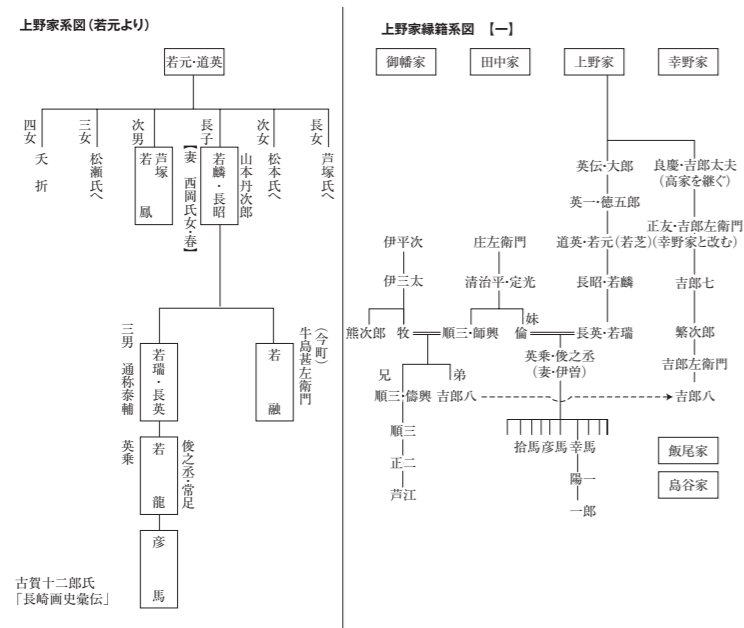 上野家系図（若元より）
若元・道英
長女
芦塚氏へ
次女
松本氏へ
長子
山本丹次郎
若麟・長昭
【妻　西岡氏女・春】
次男
芦塚
若鳳
三女
松瀬氏へ
四女
夭折
（今町）
牛島甚左衛門
若融
三男　通称泰輔
若瑞・長英
俊之丞・常足
若龍
英乗
彦馬
古賀十二郎氏
「長崎画史彙伝」
上野家縁籍系図　【一】
御幡家
田中家
上野家
幸野家
英伝・大郎
良慶・吉郎太夫
（高家を継ぐ）
英一・徳五郎
正友・吉郎左衛門
伊平次
庄左衛門
道英・若元（若芝）
（幸野家と改む）
伊三太
清治平・定光
長昭・若麟
吉郎七
妹
熊次郎
牧
順三・師興
倫
長英・若瑞
繁次郎
英乗・俊之丞
（妻・伊曽）
吉郎左衛門
兄
弟
順三・儔興
吉郎八
吉郎八
順三
拾馬
彦馬
幸馬
飯尾家
正二
陽一
島谷家
芦江
一郎